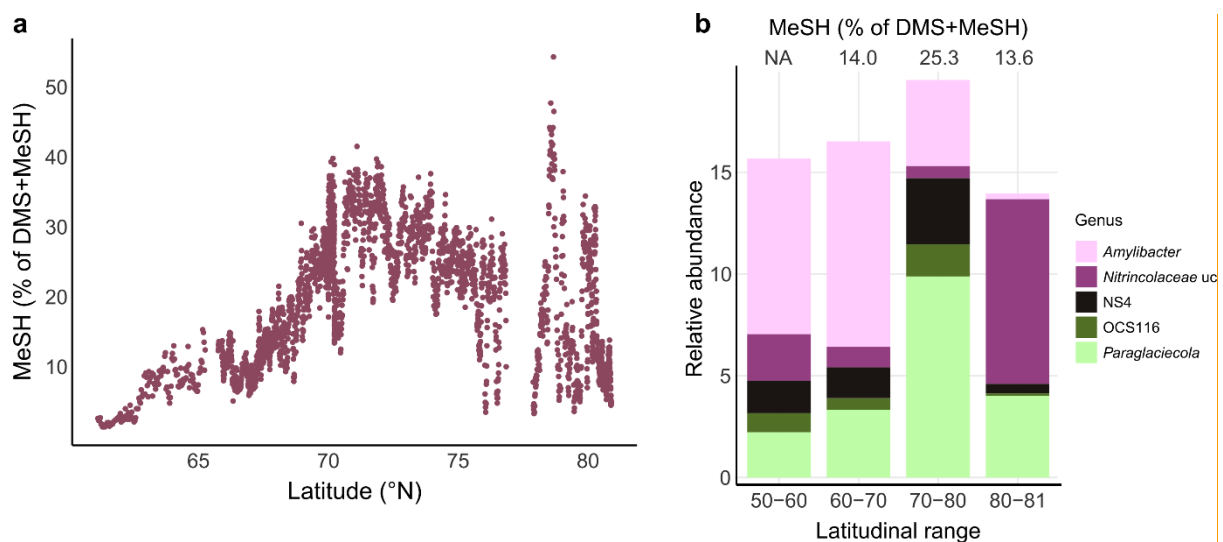 a
MeSH (% of DMS+MeSH)
50
40
30
20
10
65 70 75 80
Latitude (°N)
b
MeSH (% of DMS+MeSH)
NA 14.0 25.3 13.6
Relative abundance
15
10
5
0
50−60 60−70 70−80 80−81
Latitudinal range
Genus
Amylibacter
Nitrincolaceae uc
NS4
OCS116
Paraglaciecola